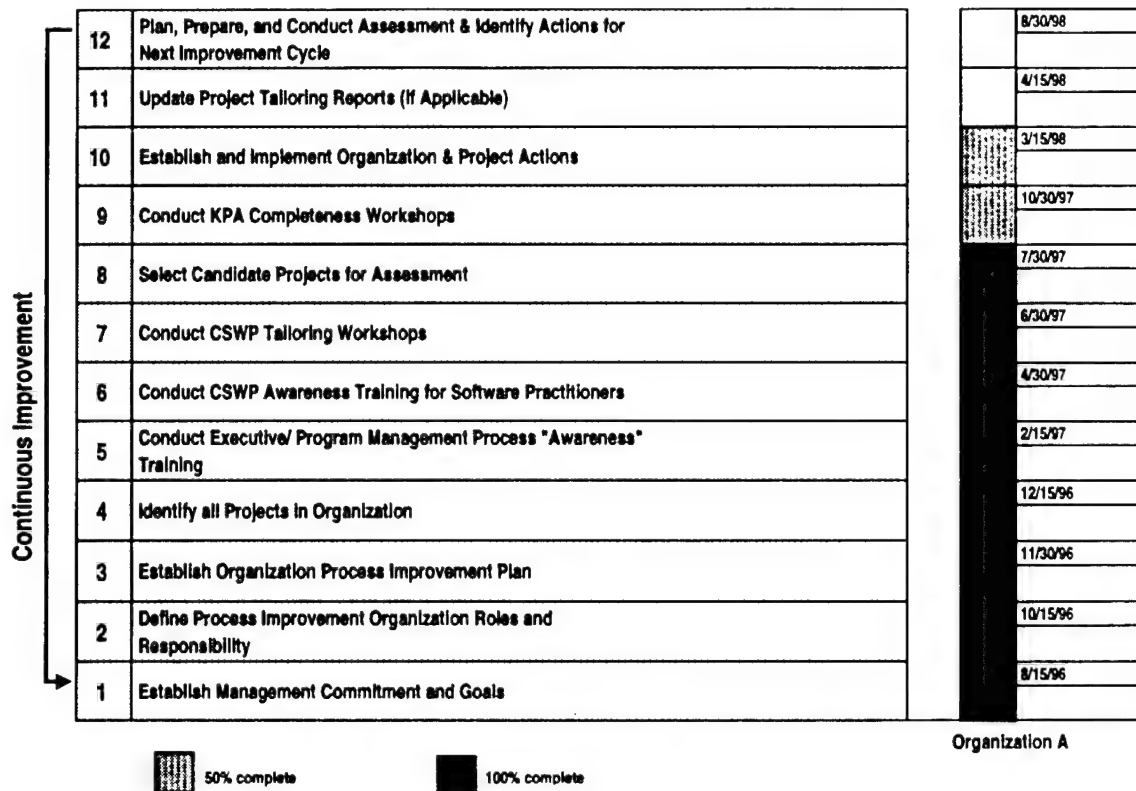 12 Plan, Prepare, and Conduct Assessment & Identify Actions for 8/30/98
Next Improvement Cycle
11 Update Project Tailoring Reports (If Applicable) 4/15/98
10 Establish and Implement Organization & Project Actions 3/15/98
9 Conduct KPA Completeness Workshops 10/30/97
8 Select Candidate Projects for Assessment 7/30/97
7 Conduct CSWP Tailoring Workshops 6/30/97
6 Conduct CSWP Awareness Training for Software Practitioners 4/30/97
5 Conduct Executive/ Program Management Process "Awareness" 2/15/97
Training
4 Identify all Projects in Organization 12/15/96
3 Establish Organization Process Improvement Plan 11/30/96
2 Define Process Improvement Organization Roles and 10/15/96
Responsibility
1 Establish Management Commitment and Goals 8/15/96
Continuous Improvement
Organization A
50% complete 100% complete